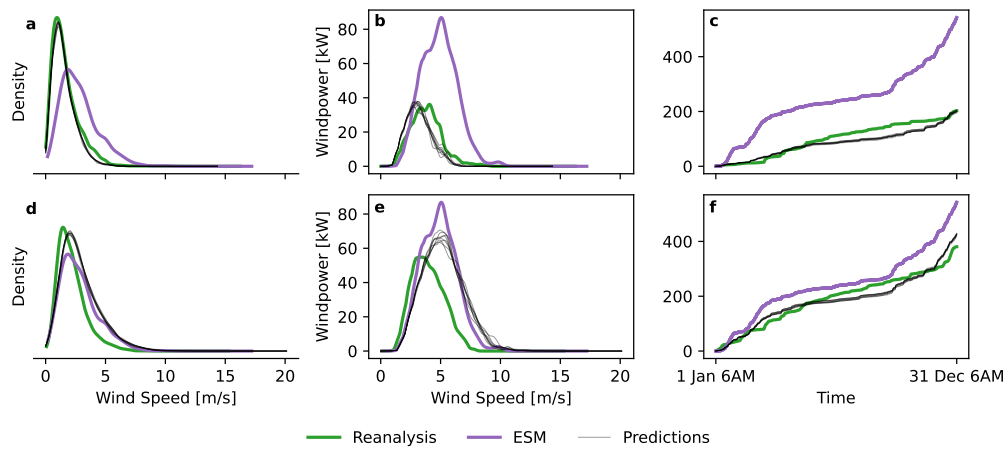 a
b
c
Density
Windpower [kW]
80
60
40
20
0
400
200
0
d
e
f
Density
Windpower [kW]
80
60
40
20
0
400
200
0
0 5 10 15 20
0 5 10 15 20
1 Jan 6AM 31 Dec 6AM
Wind Speed [m/s]
Wind Speed [m/s]
Time
Reanalysis ESM Predictions